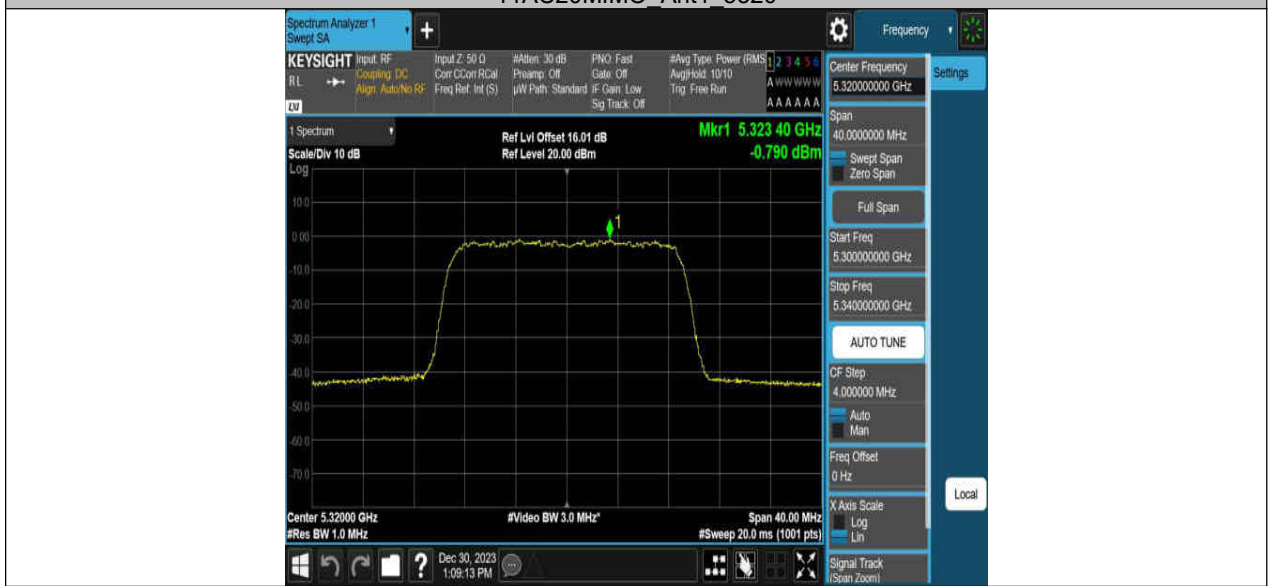 11AC20MIMO_Ant1_5320
Spectrum Analyzer 1
Swept SA
+
Frequency
KEYSIGHT
RL
LXI
Input: RF
Coupling: DC
Align: Auto/No RF
Input Z: 50 Ω
Corr CCorr RCal
Freq Ref: Int (S)
#Atten: 30 dB
Preamp: Off
µW Path: Standard
PNO: Fast
Gate: Off
IF Gain: Low
Sig Track: Off
#Avg Type: Power (RMS
Avg|Hold: 10/10
Trig: Free Run
1 2 3 4 5 6
A W W W W W
A A A A A A
Center Frequency
5.320000000 GHz
Settings
Span
40.0000000 MHz
Swept Span
Zero Span
Full Span
Start Freq
5.300000000 GHz
Stop Freq
5.340000000 GHz
AUTO TUNE
CF Step
4.000000 MHz
Auto
Man
Freq Offset
0 Hz
X Axis Scale
Log
Lin
Signal Track
(Span Zoom)
Local
1 Spectrum
Scale/Div 10 dB
Log
Ref Lvl Offset 16.01 dB
Ref Level 20.00 dBm
Mkr1 5.323 40 GHz
-0.790 dBm
10.0
0.00
-10.0
-20.0
-30.0
-40.0
-50.0
-60.0
-70.0
1
Center 5.32000 GHz
#Res BW 1.0 MHz
#Video BW 3.0 MHz*
Span 40.00 MHz
#Sweep 20.0 ms (1001 pts)
?
Dec 30, 2023
1:09:13 PM